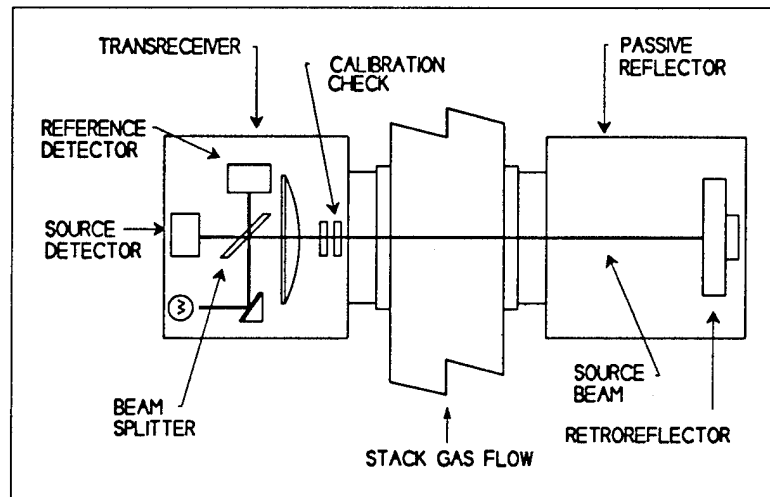 TRANSRECEIVER
CALIBRATION
CHECK
PASSIVE
REFLECTOR
REFERENCE
DETECTOR
SOURCE
DETECTOR
BEAM
SPLITTER
STACK GAS FLOW
SOURCE
BEAM
RETROREFLECTOR